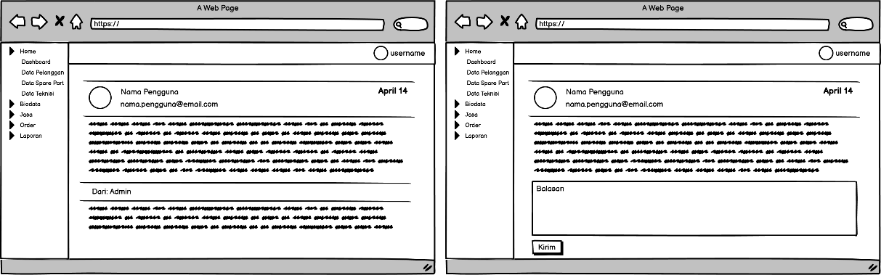 A Web Page
https://
username
Home
Dashboard
Data Pelanggan
Data Spare Part
Data Teknisi
Biodata
Jasa
Order
Laporan
Nama Pengguna
April 14
nama.pengguna@email.com
Dari: Admin
A Web Page
https://
username
Home
Dashboard
Data Pelanggan
Data Spare Part
Data Teknisi
Biodata
Jasa
Order
Laporan
Nama Pengguna
April 14
nama.pengguna@email.com
Balasan
Kirim